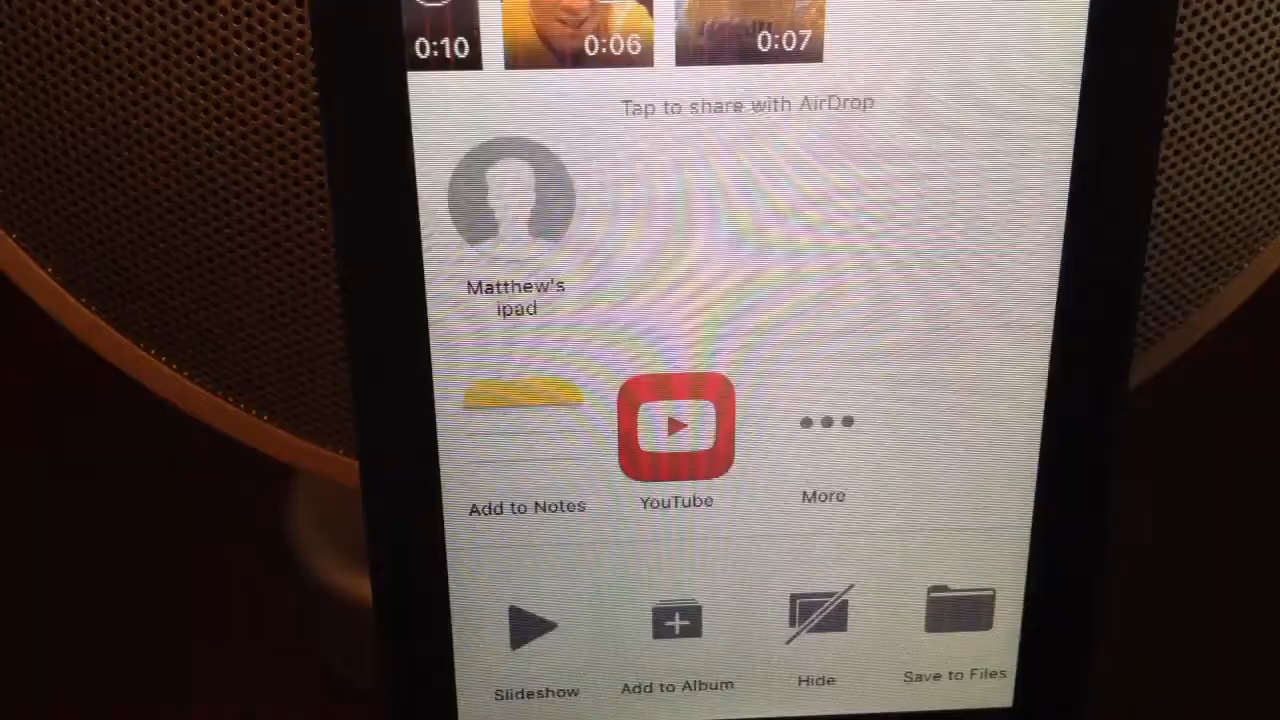 0:10
0:06
0:07
Tap to share with AirDrop
Matthew's
ipad
Add to Notes
YouTube
More
Slideshow
Add to Album
Hide
Save to Files